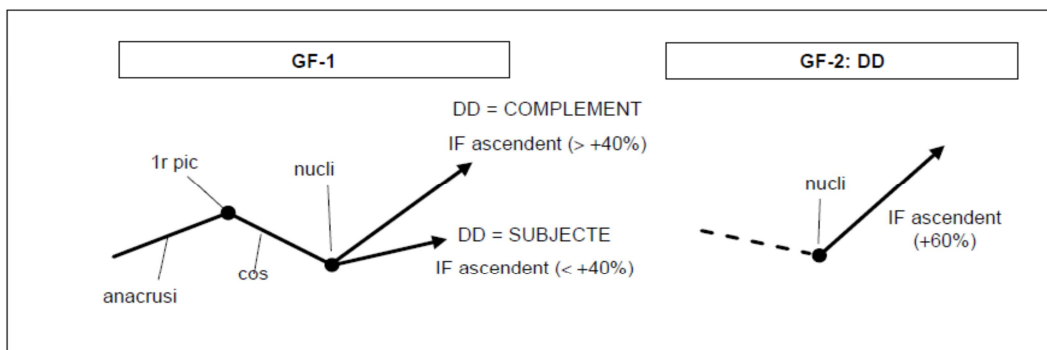 GF-1
GF-2: DD
DD = COMPLEMENT
IF ascendent (> +40%)
1r pic
nucli
DD = SUBJECTE
IF ascendent (< +40%)
cos
anacrusi
nucli
IF ascendent
(+60%)